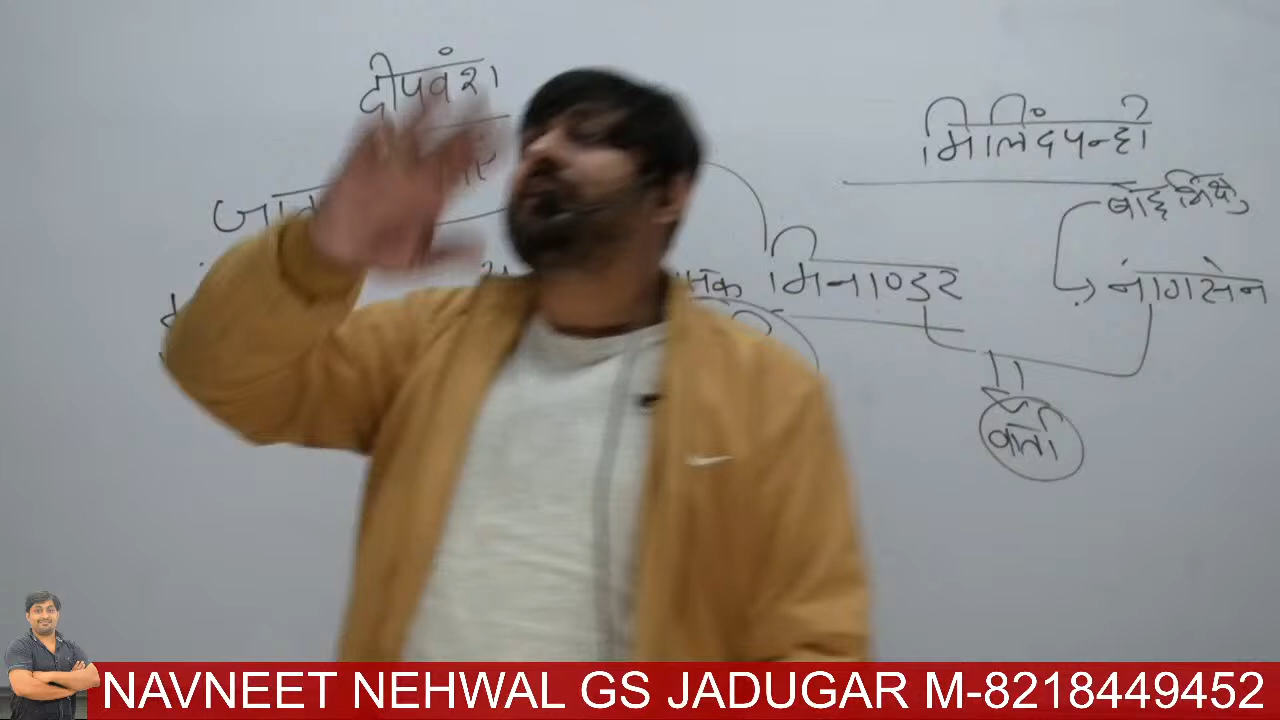 दीपवंश
मिलिंदपन्हो
बौद्ध भिक्षु
मिनाण्डर
नागसेन
वार्ता
NAVNEET NEHWAL GS JADUGAR M-8218449452